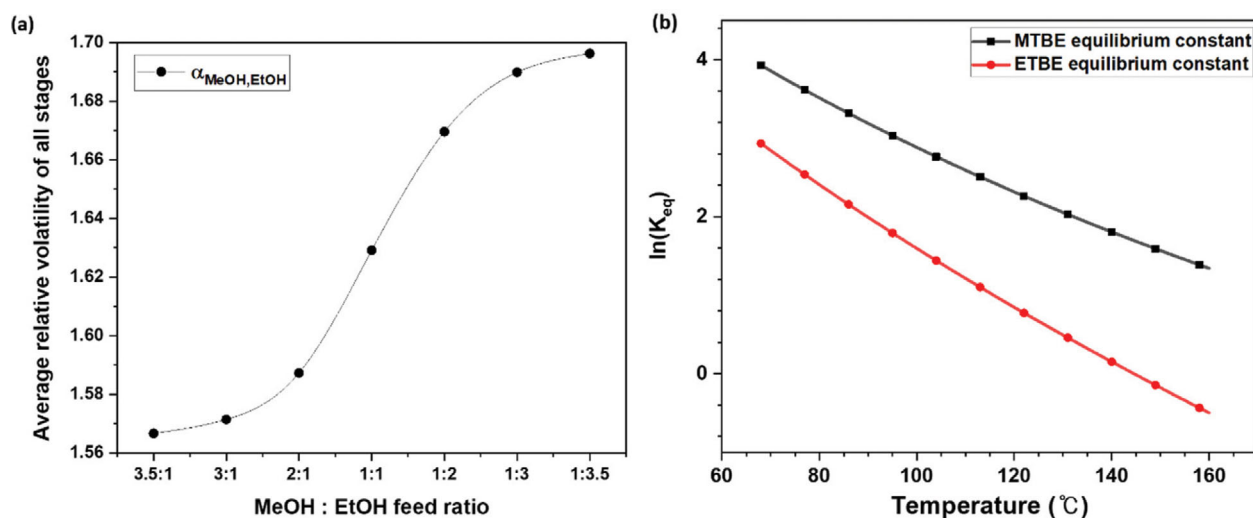 (a)
Average relative volatility of all stages
1.70
1.68
1.66
1.64
1.62
1.60
1.58
1.56
α_MeOH,EtOH
3.5:1 3:1 2:1 1:1 1:2 1:3 1:3.5
MeOH : EtOH feed ratio
(b)
ln(K_eq)
4
2
0
MTBE equilibrium constant
ETBE equilibrium constant
60 80 100 120 140 160
Temperature (℃)